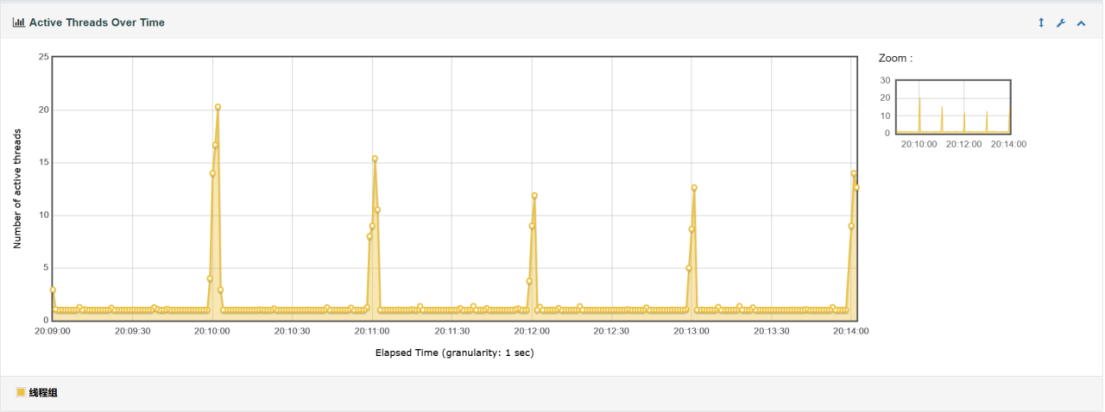 Active Threads Over Time
Zoom :
Number of active threads
25
20
15
10
5
0
20:09:00 20:09:30 20:10:00 20:10:30 20:11:00 20:11:30 20:12:00 20:12:30 20:13:00 20:13:30 20:14:00
Elapsed Time (granularity: 1 sec)
30
20
10
0
20:10:00 20:12:00 20:14:00
线程组